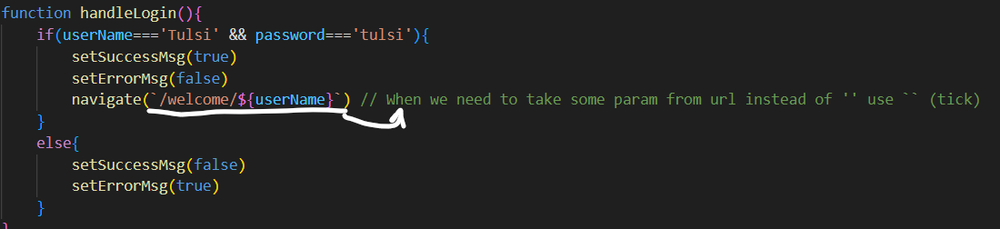 function handleLogin(){
if(userName==='Tulsi' && password==='tulsi'){
setSuccessMsg(true)
setErrorMsg(false)
navigate(`/welcome/${userName}`) // When we need to take some param from url instead of '' use `` (tick)
}
else{
setSuccessMsg(false)
setErrorMsg(true)
}
}